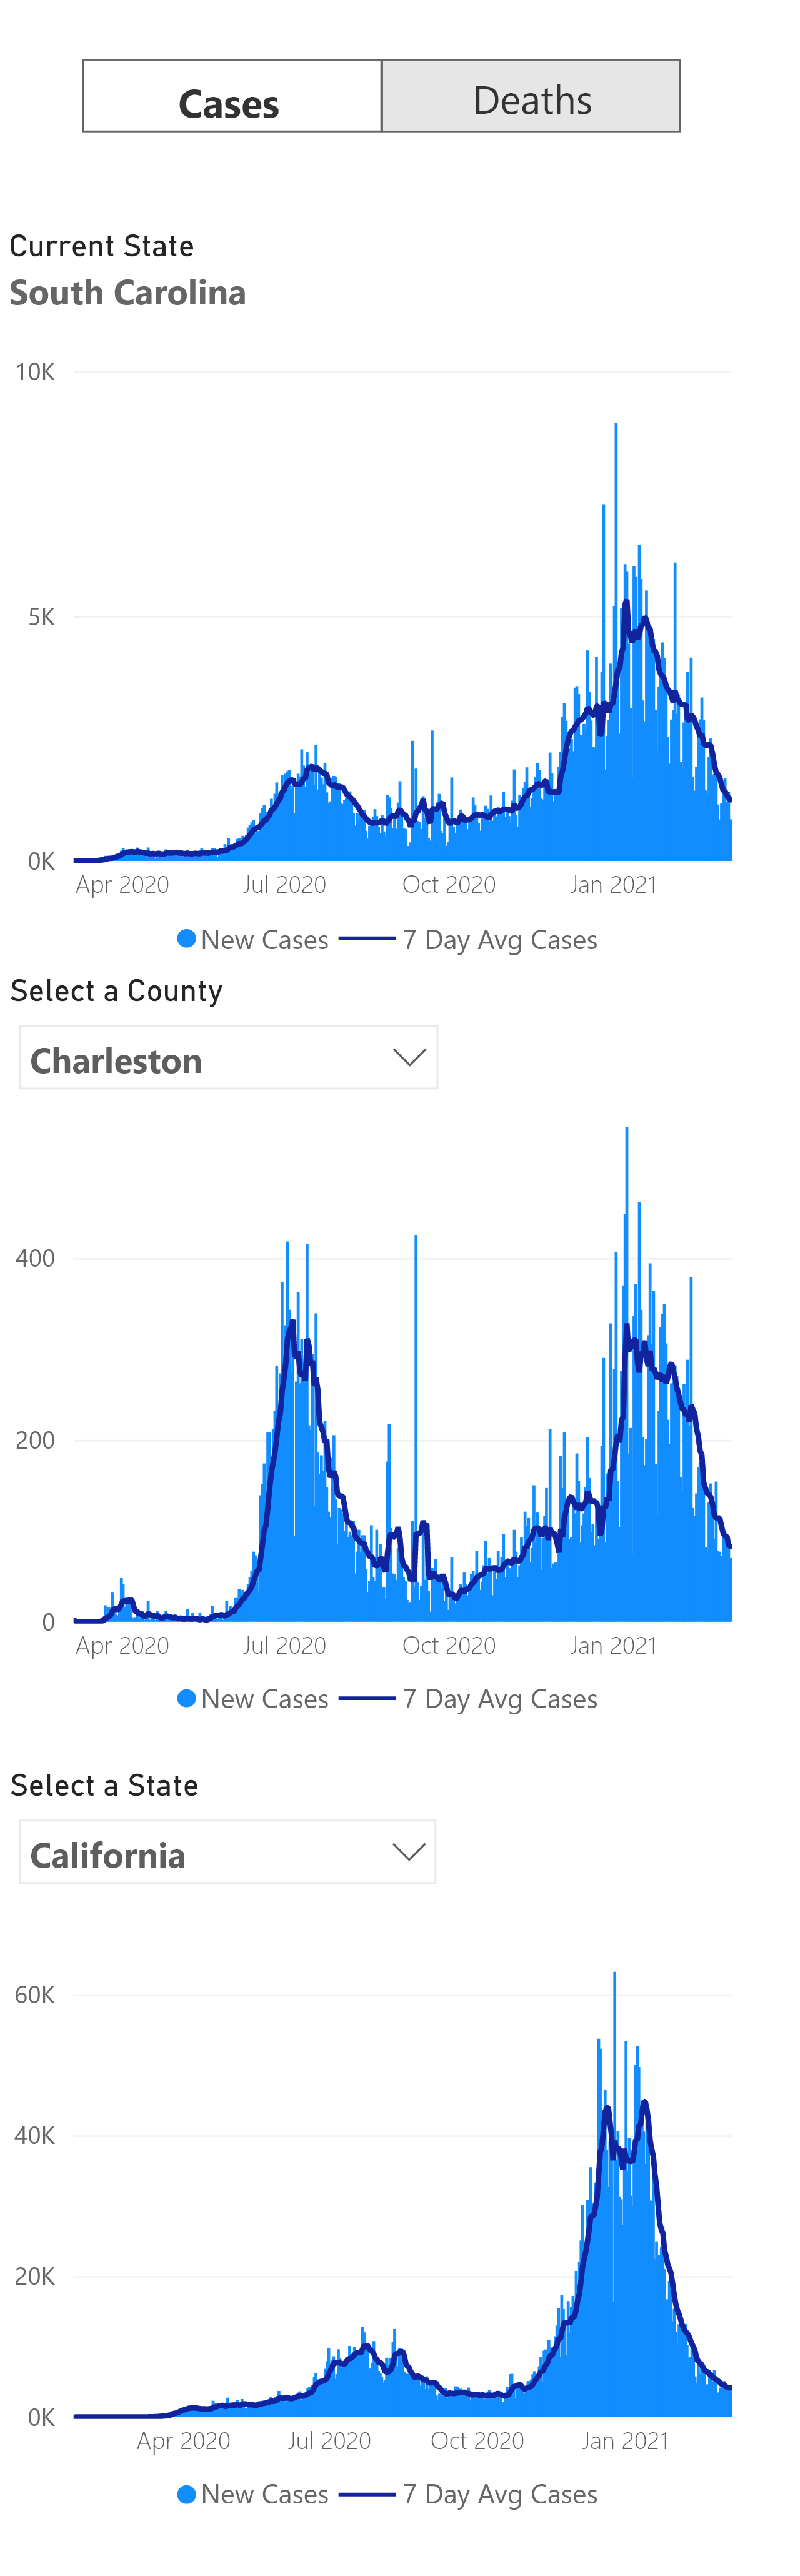 Cases Deaths
Current State
South Carolina
10K
5K
0K
Apr 2020 Jul 2020 Oct 2020 Jan 2021
New Cases 7 Day Avg Cases
Select a County
Charleston
400
200
0
Apr 2020 Jul 2020 Oct 2020 Jan 2021
New Cases 7 Day Avg Cases
Select a State
California
60K
40K
20K
0K
Apr 2020 Jul 2020 Oct 2020 Jan 2021
New Cases 7 Day Avg Cases